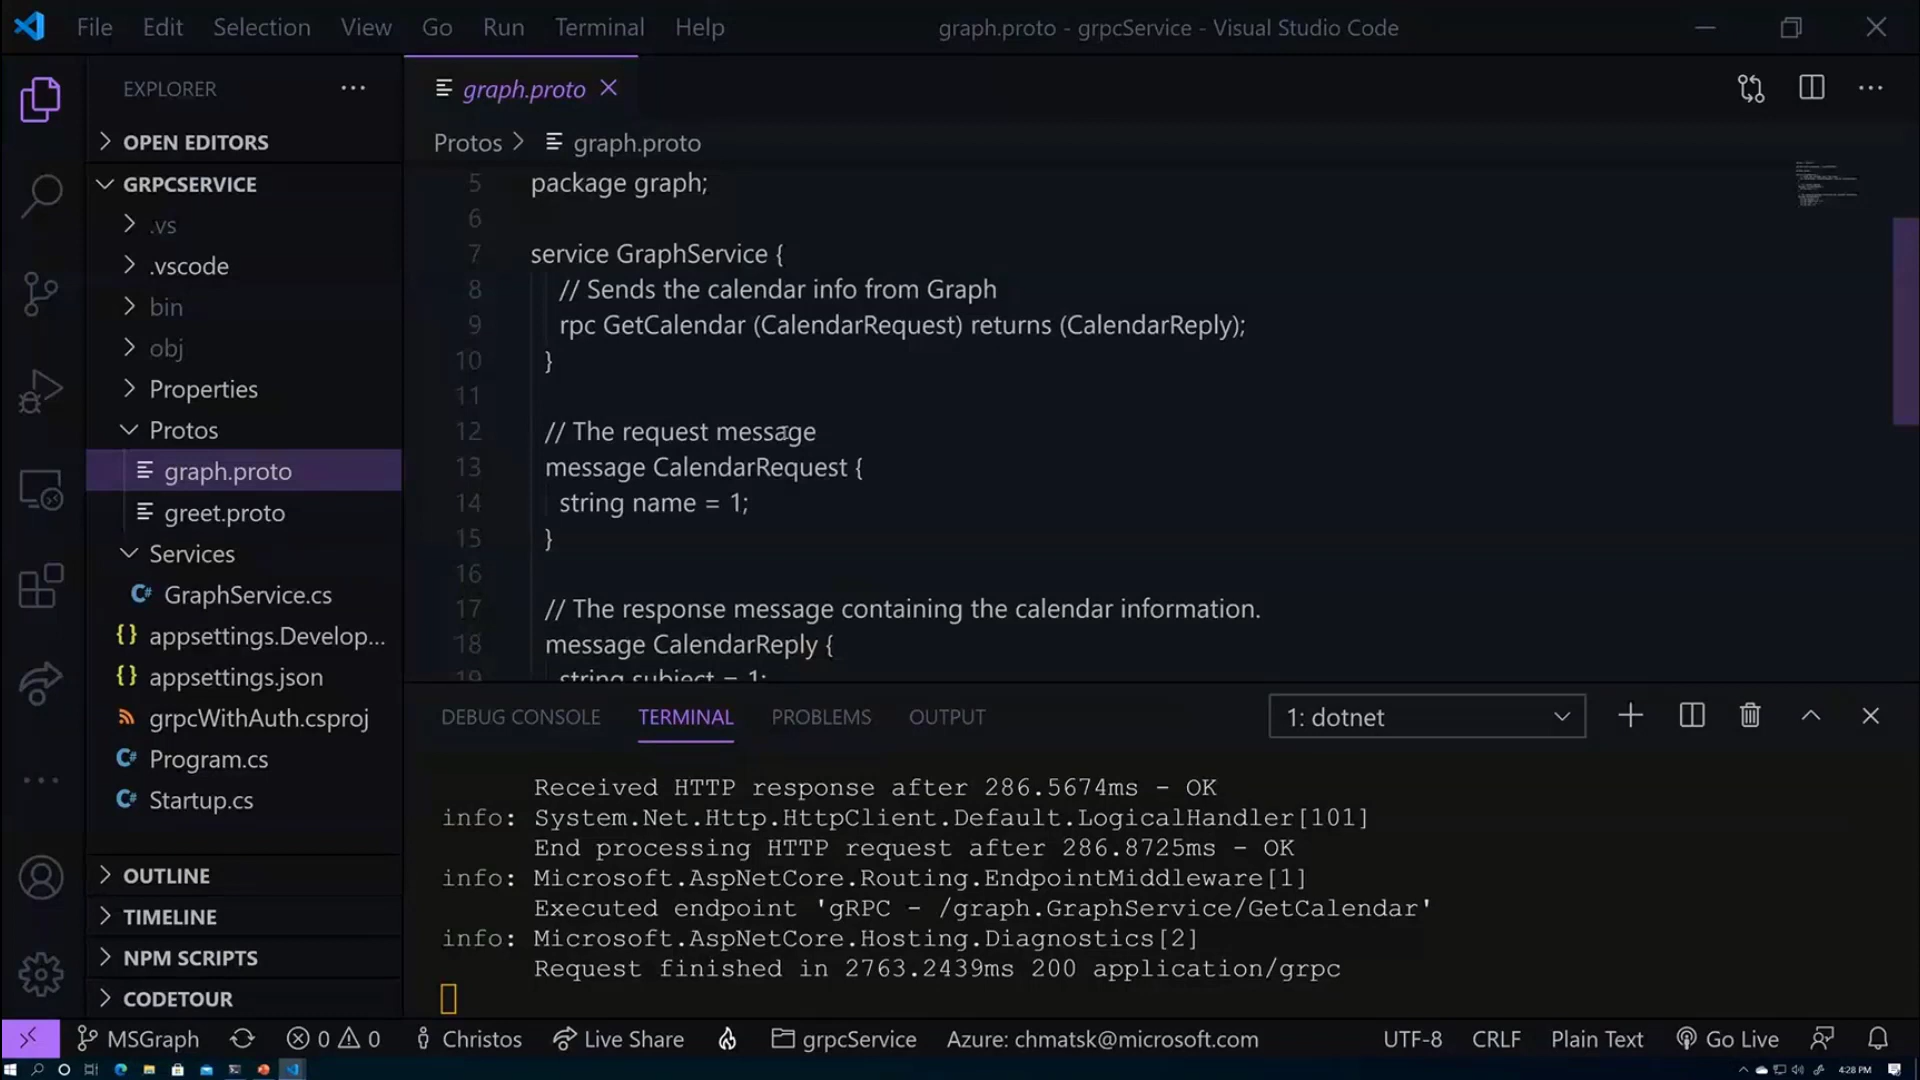 File Edit Selection View Go Run Terminal Help
graph.proto - grpcService - Visual Studio Code
EXPLORER
OPEN EDITORS
GRPCSERVICE
.vs
.vscode
bin
obj
Properties
Protos
graph.proto
greet.proto
Services
GraphService.cs
appsettings.Develop...
appsettings.json
grpcWithAuth.csproj
Program.cs
Startup.cs
OUTLINE
TIMELINE
NPM SCRIPTS
CODETOUR
graph.proto
Protos > graph.proto
5 package graph;
6
7 service GraphService {
8 // Sends the calendar info from Graph
9 rpc GetCalendar (CalendarRequest) returns (CalendarReply);
10 }
11
12 // The request message
13 message CalendarRequest {
14 string name = 1;
15 }
16
17 // The response message containing the calendar information.
18 message CalendarReply {
19 string subject = 1;
DEBUG CONSOLE TERMINAL PROBLEMS OUTPUT 1: dotnet
Received HTTP response after 286.5674ms - OK
info: System.Net.Http.HttpClient.Default.LogicalHandler[101]
End processing HTTP request after 286.8725ms - OK
info: Microsoft.AspNetCore.Routing.EndpointMiddleware[1]
Executed endpoint 'gRPC - /graph.GraphService/GetCalendar'
info: Microsoft.AspNetCore.Hosting.Diagnostics[2]
Request finished in 2763.2439ms 200 application/grpc
MSGraph 0 0 Christos Live Share grpcService Azure: chmatsk@microsoft.com UTF-8 CRLF Plain Text Go Live
4:28 PM